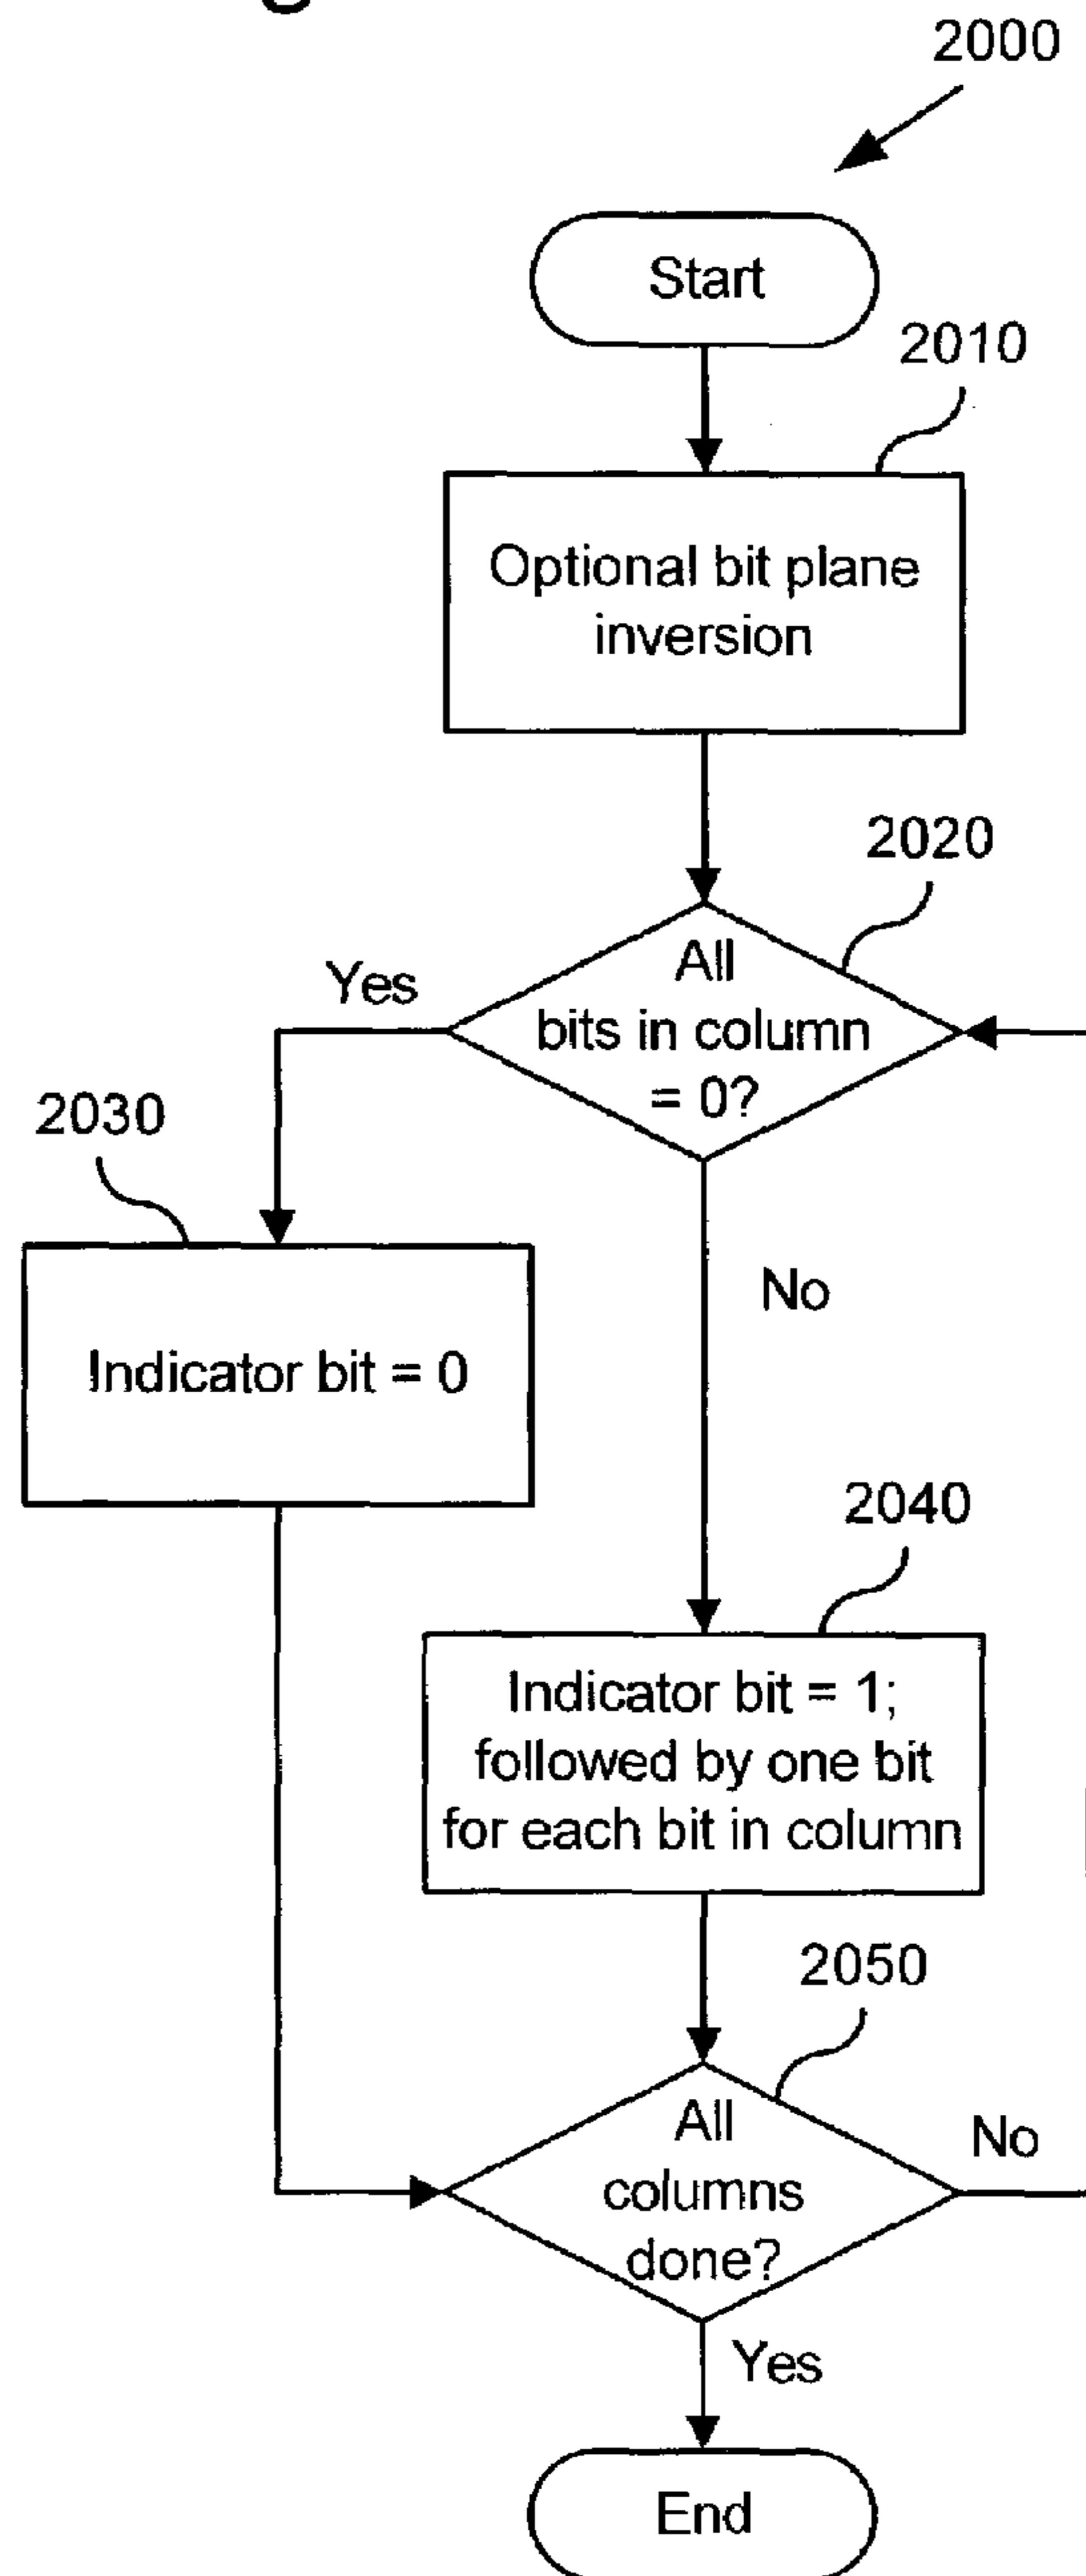 2000
Start
2010
Optional bit plane
inversion
2020
All
bits in column
= 0?
Yes
2030
No
Indicator bit = 0
2040
Indicator bit = 1;
followed by one bit
for each bit in column
2050
All
columns
done?
No
Yes
End